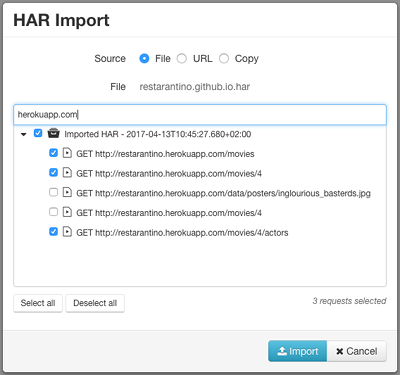 HAR Import
Source File URL Copy
File restarantino.github.io.har
herokuapp.com
Imported HAR - 2017-04-13T10:45:27.680+02:00
GET http://restarantino.herokuapp.com/movies
GET http://restarantino.herokuapp.com/movies/4
GET http://restarantino.herokuapp.com/data/posters/inglourious_basterds.jpg
GET http://restarantino.herokuapp.com/movies/4
GET http://restarantino.herokuapp.com/movies/4/actors
Select all Deselect all 3 requests selected
Import Cancel